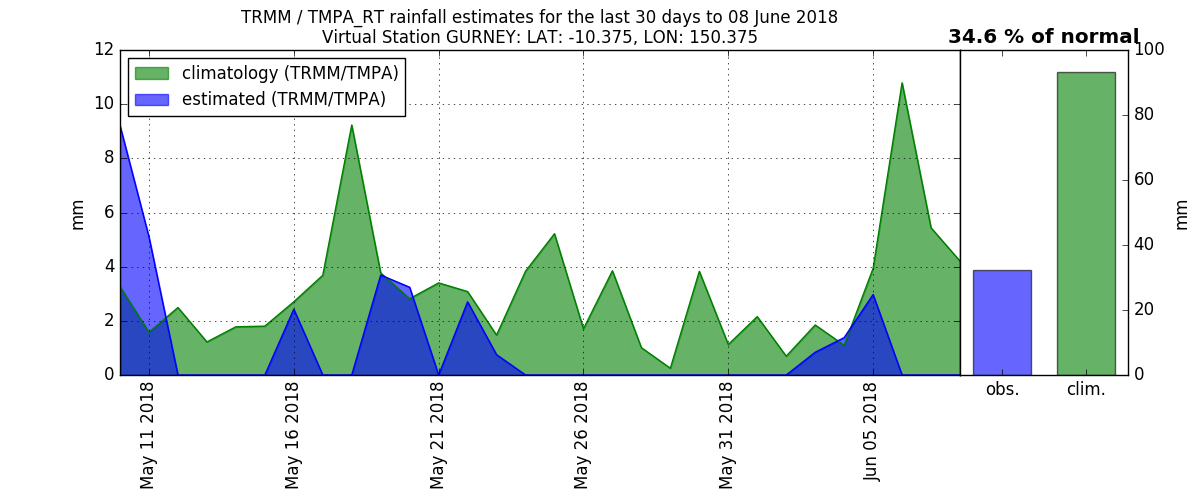 TRMM / TMPA_RT rainfall estimates for the last 30 days to 08 June 2018
Virtual Station GURNEY: LAT: -10.375, LON: 150.375
34.6 % of normal
climatology (TRMM/TMPA)
estimated (TRMM/TMPA)
mm
12
10
8
6
4
2
0
May 11 2018
May 16 2018
May 21 2018
May 26 2018
May 31 2018
Jun 05 2018
100
80
60
40
20
0
mm
obs.
clim.